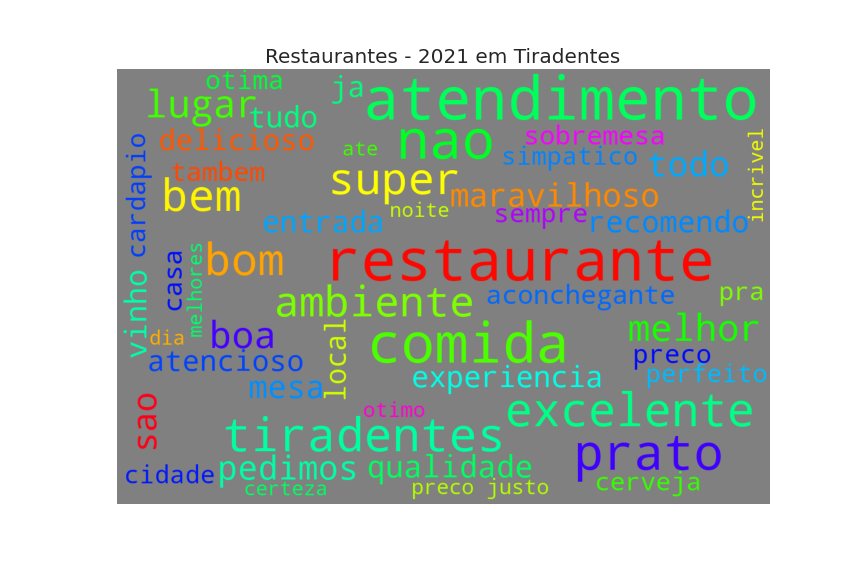 Restaurantes - 2021 em Tiradentes
otima
ja
atendimento
lugar
tudo
nao
sobremesa
delicioso
ate
simpatico
todo
incrivel
cardapio
tambem
super
bem
maravilhoso
noite
sempre
entrada
recomendo
restaurante
casa
melhores
bom
vinho
ambiente
aconchegante
pra
dia
boa
local
comida
melhor
atencioso
preco
mesa
experiencia
perfeito
sao
otimo
excelente
tiradentes
prato
cidade
pedimos
qualidade
certeza
preco justo
cerveja